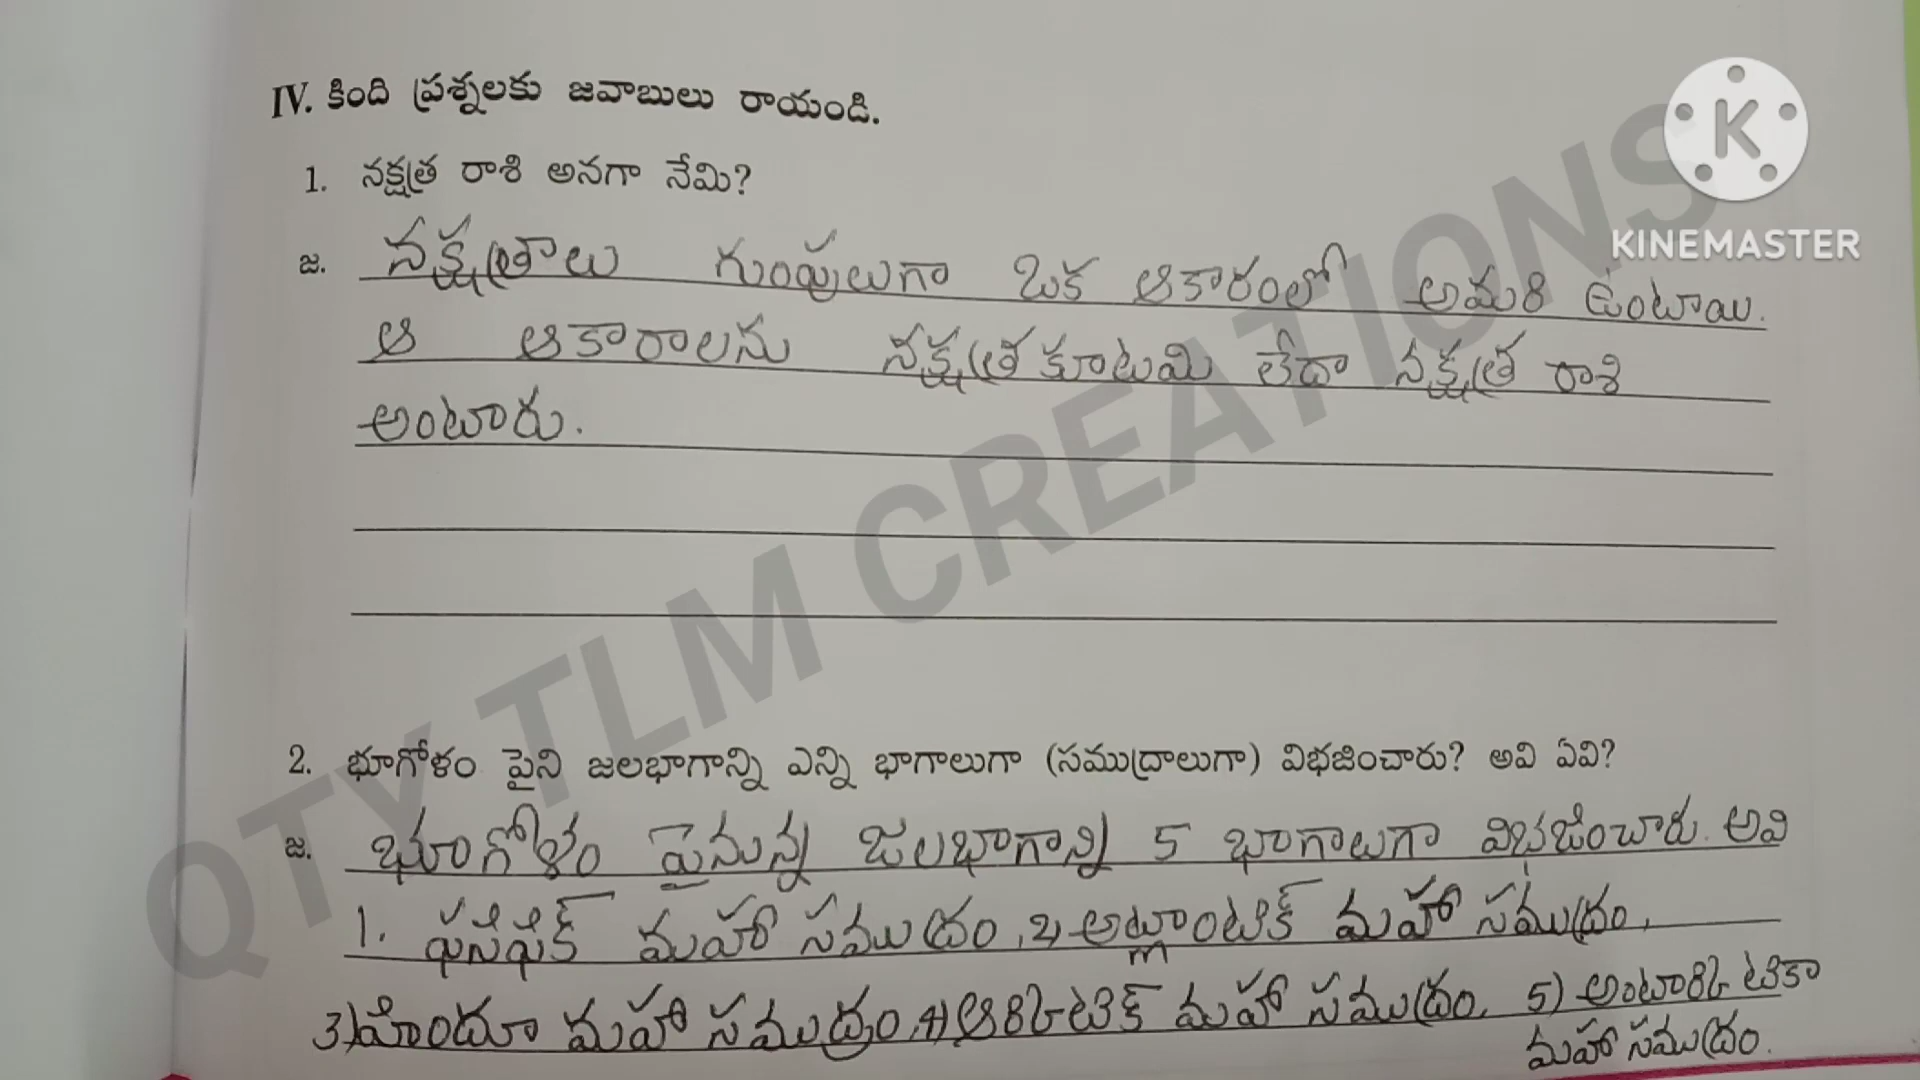 IV. కింది ప్రశ్నలకు జవాబులు రాయండి.
K
KINEMASTER
1. నక్షత్ర రాశి అనగా నేమి?
జ. నక్షత్రాలు గుంపులుగా ఒక ఆకారంలో అమరి ఉంటాయి.
ఆ ఆకారాలను నక్షత్రకూటమి లేదా నక్షత్ర రాశి
అంటారు.
QTY TLM CREATIONS
2. భూగోళం పైని జలభాగాన్ని ఎన్ని భాగాలుగా (సముద్రాలుగా) విభజించారు? అవి ఏవి?
జ. భూగోళం పైనున్న జలభాగాన్ని 5 భాగాలుగా విభజించారు. అవి
1. ఫసిఫిక్ మహా సముద్రం, 2) అట్లాంటిక్ మహా సముద్రం,
3) హిందూ మహా సముద్రం, 4) ఆర్కిటిక్ మహా సముద్రం, 5) అంటార్కిటికా
మహా సముద్రం.